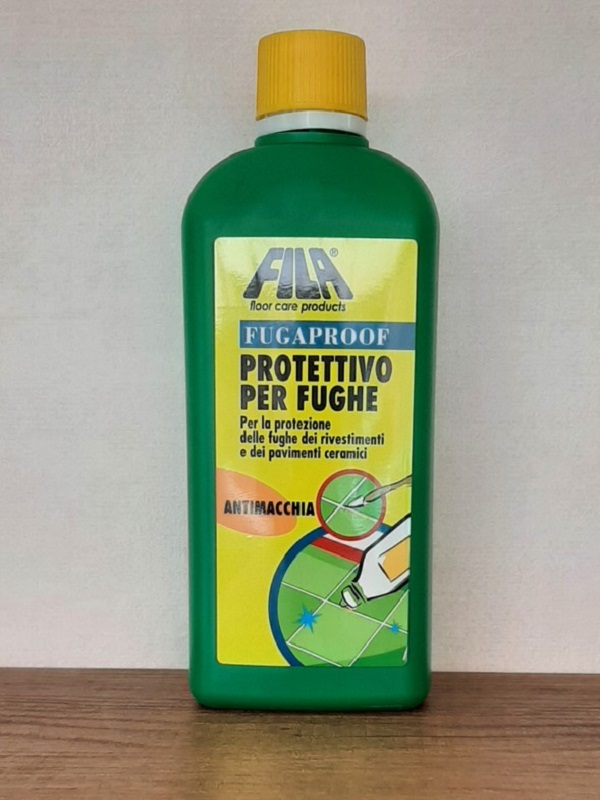 FILA®
floor care products
FUGAPROOF
PROTETTIVO
PER FUGHE
Per la protezione
delle fughe dei rivestimenti
e dei pavimenti ceramici
ANTIMACCHIA